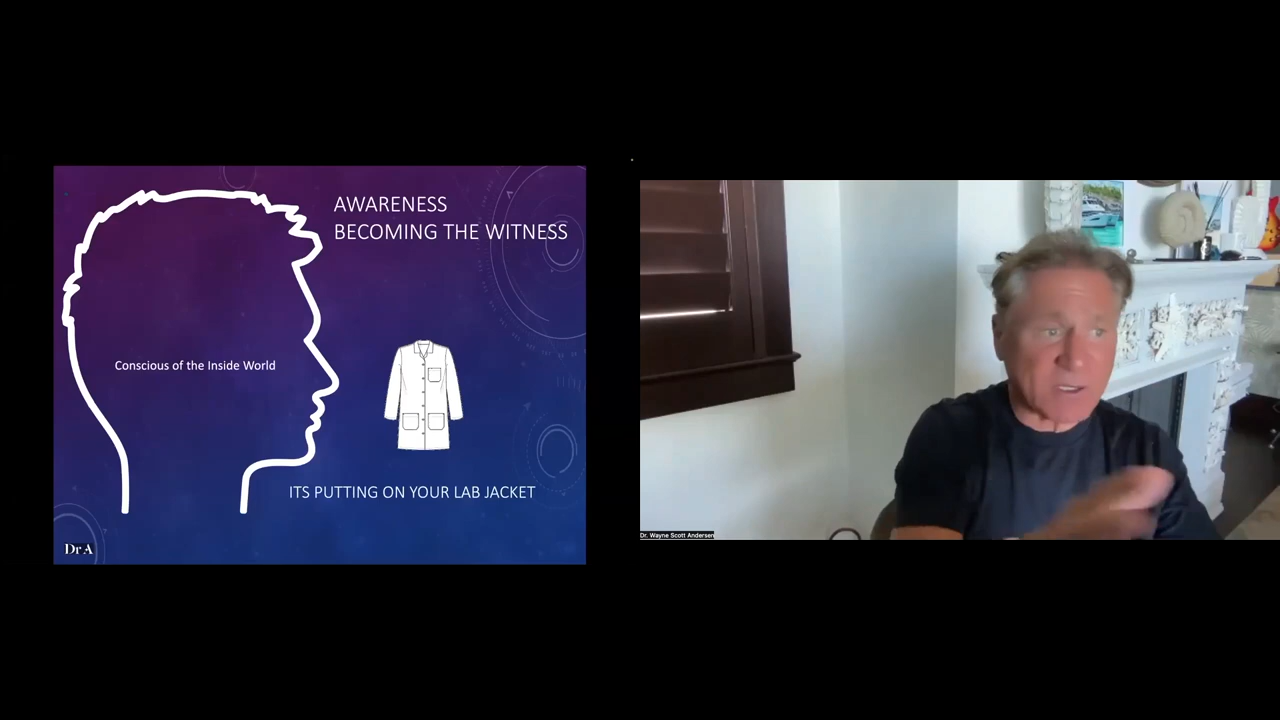 AWARENESS
BECOMING THE WITNESS
Conscious of the Inside World
ITS PUTTING ON YOUR LAB JACKET
Dr A
Dr. Wayne Scott Andersen